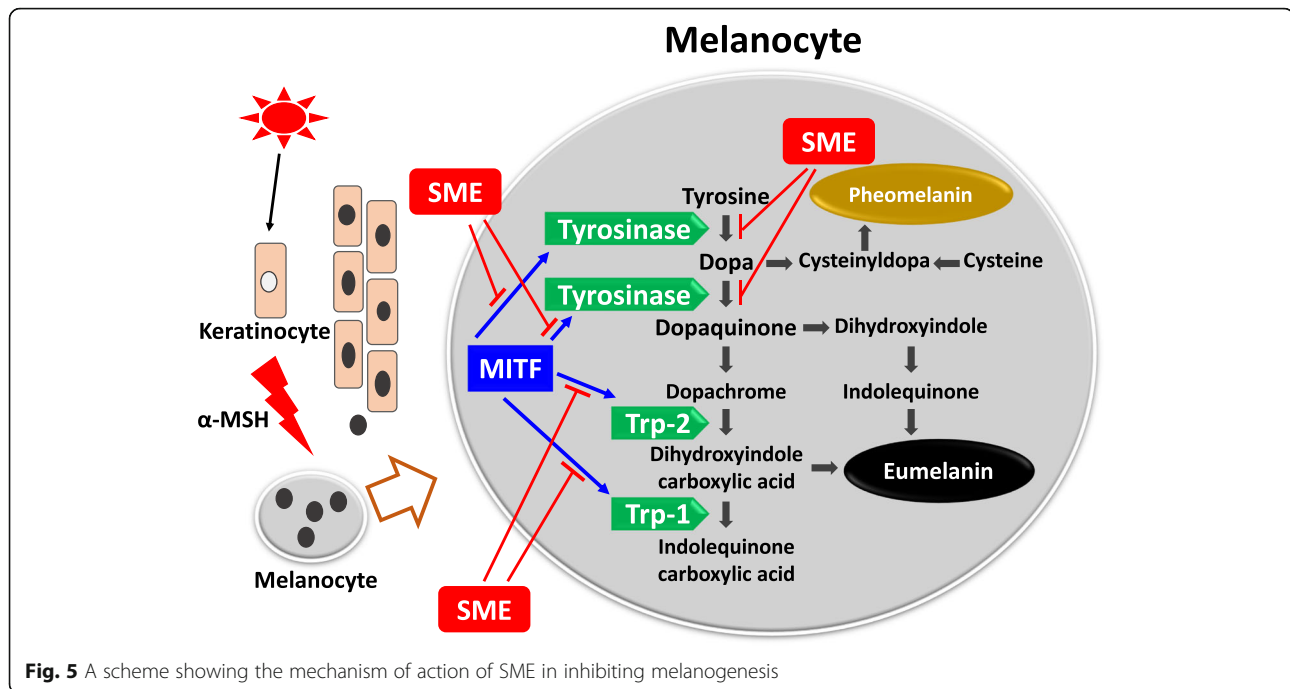 Melanocyte
SME
SME
Tyrosine
Pheomelanin
Tyrosinase
Dopa
Cysteinyldopa
Cysteine
Tyrosinase
Keratinocyte
Dopaquinone
Dihydroxyindole
MITF
Dopachrome
Indolequinone
α-MSH
Trp-2
Dihydroxyindole
carboxylic acid
Eumelanin
Trp-1
Indolequinone
carboxylic acid
Melanocyte
SME
Fig. 5 A scheme showing the mechanism of action of SME in inhibiting melanogenesis